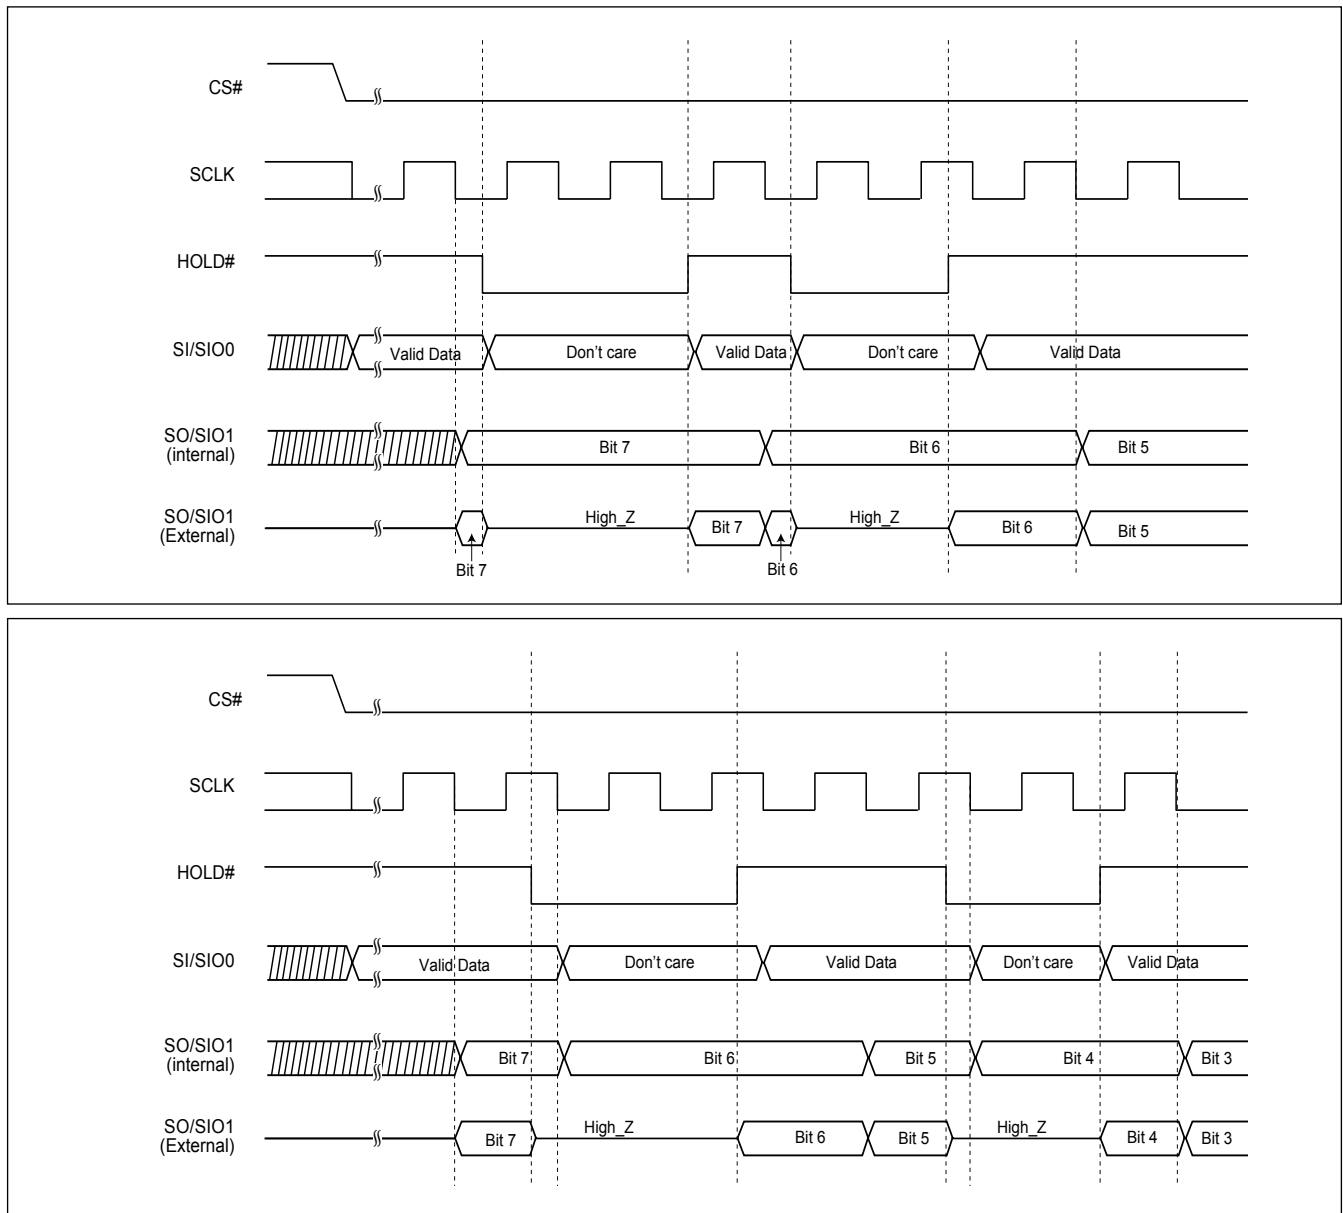 CS#
SCLK
HOLD#
SI/SIO0
Valid Data
Don't care
Valid Data
Don't care
Valid Data
SO/SIO1
(internal)
Bit 7
Bit 6
Bit 5
SO/SIO1
(External)
High_Z
Bit 7
High_Z
Bit 6
Bit 5
Bit 7
Bit 6
CS#
SCLK
HOLD#
SI/SIO0
Valid Data
Don't care
Valid Data
Don't care
Valid Data
SO/SIO1
(internal)
Bit 7
Bit 6
Bit 5
Bit 4
Bit 3
SO/SIO1
(External)
Bit 7
High_Z
Bit 6
Bit 5
High_Z
Bit 4
Bit 3